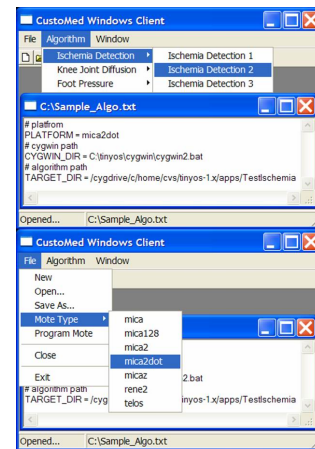 CustoMed Windows Client
File Algorithm Window
Ischemia Detection Ischemia Detection 1
Knee Joint Diffusion Ischemia Detection 2
Foot Pressure Ischemia Detection 3
C:\Sample_Algo.txt
# platfrom
PLATFORM = mica2dot
# cygwin path
CYGWIN_DIR = C:\tinyos\cygwin\cygwin2.bat
# algorithm path
TARGET_DIR = /cygdrive/c/home/cvs/tinyos-1.x/apps/TestIschemia
Opened... C:\Sample_Algo.txt
CustoMed Windows Client
File Algorithm Window
New
Open...
Save As...
Mote Type mica
Program Mote mica128
mica2
Close mica2dot
micaz
Exit rene2
2.bat
# algorithm path
telos
TARGET_DIR = /cyg inyos-1.x/apps/TestIschemia
Opened... C:\Sample_Algo.txt